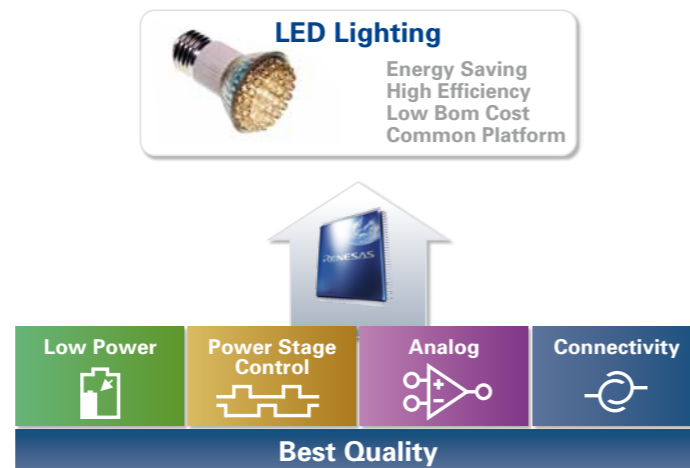 LED Lighting
Energy Saving
High Efficiency
Low Bom Cost
Common Platform
RENESAS
Low Power
Power Stage
Control
Analog
Connectivity
Best Quality